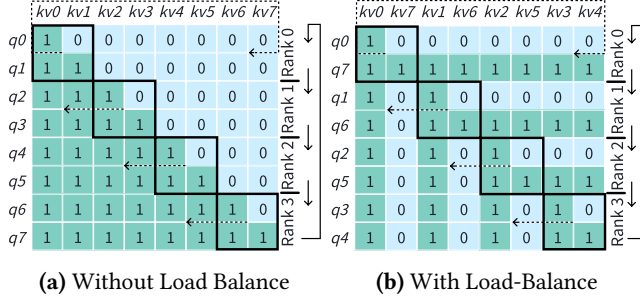 kv0 kv1 kv2 kv3 kv4 kv5 kv6 kv7
q0 1 0 0 0 0 0 0 0
q1 1 1 0 0 0 0 0 0
q2 1 1 1 0 0 0 0 0
q3 1 1 1 1 0 0 0 0
q4 1 1 1 1 1 0 0 0
q5 1 1 1 1 1 1 0 0
q6 1 1 1 1 1 1 1 0
q7 1 1 1 1 1 1 1 1
Rank 0
Rank 1
Rank 2
Rank 3
(a) Without Load Balance
kv0 kv7 kv1 kv6 kv2 kv5 kv3 kv4
q0 1 0 0 0 0 0 0 0
q7 1 1 1 1 1 1 1 1
q1 1 0 1 0 0 0 0 0
q6 1 0 1 1 1 1 1 1
q2 1 0 1 0 1 0 0 0
q5 1 0 1 0 1 1 1 1
q3 1 0 1 0 1 0 1 0
q4 1 0 1 0 1 0 1 1
Rank 0
Rank 1
Rank 2
Rank 3
(b) With Load-Balance